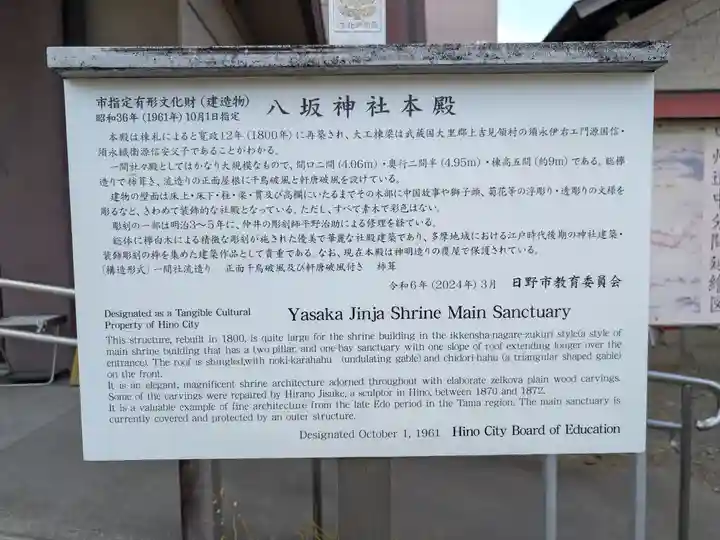 市指定有形文化財(建造物)
昭和36年(1961年)10月1日指定
八坂神社本殿
本殿は棟札によると寛政12年(1800年)に再築され、大工棟梁は武蔵国大里郡上吉見領村の須永伊右エ門源国信・
須永織衛源信安父子であることがわかる。
一間社々殿としてはかなり大規模なもので、間口二間(4.06m)・奥行二間半(4.95m)・棟高五間(約9m)である。総欅
造りで杮葺き、流造りの正面屋根に千鳥破風と軒唐破風を設けている。
建物の壁面は床上・床下・柱・梁・貫及び高欄にいたるまでその木部に中国故事や獅子頭、菊花等の浮彫り・透彫りの文様を
彫るなど、きわめて装飾的な社殿となっている。ただし、すべて素木で彩色はない。
彫刻の一部は明治3~5年に、仲井の彫刻師平野治助による修理を経ている。
総体に欅白木による精微な彫刻が施された優美で華麗な社殿建築であり、多摩地域における江戸時代後期の神社建築・
装飾彫刻の粋を集めた建築作品として貴重である。なお、現在本殿は神明造りの覆屋で保護されている。
〔構造形式〕一間社流造り 正面千鳥破風及び軒唐破風付き 杮葺
令和6年(2024年)3月 日野市教育委員会
Designated as a Tangible Cultural
Property of Hino City
Yasaka Jinja Shrine Main Sanctuary
This structure, rebuilt in 1800, is quite large for the shrine building in the ikkensha-nagare-zukuri style(a style of
main shrine building that has a two pillar, and one-bay sanctuary with one slope of roof extending longer over the
entrance). The roof is shingled,with noki-karahahu (undulating gable) and chidori-hahu (a triangular shaped gable)
on the front.
It is an elegant, magnificent shrine architecture adorned throughout with elaborate zelkova plain wood carvings.
Some of the carvings were repaired by Hirano Jisuke, a sculptor in Hino, between 1870 and 1872.
It is a valuable example of fine architecture from the late Edo period in the Tama region. The main sanctuary is
currently covered and protected by an outer structure.
Designated October 1, 1961 Hino City Board of Education